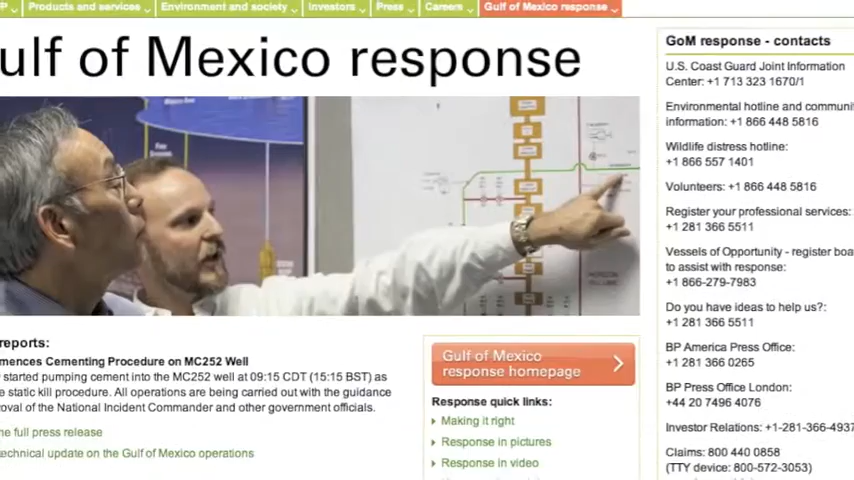 P
Products and services
Environment and society
Investors
Press
Careers
Gulf of Mexico response
ulf of Mexico response
reports:
mences Cementing Procedure on MC252 Well
started pumping cement into the MC252 well at 09:15 CDT (15:15 BST) as
e static kill procedure. All operations are being carried out with the guidance
oval of the National Incident Commander and other government officials.
he full press release
technical update on the Gulf of Mexico operations
Gulf of Mexico
response homepage
Response quick links:
Making it right
Response in pictures
Response in video
GoM response - contacts
U.S. Coast Guard Joint Information
Center: +1 713 323 1670/1
Environmental hotline and communi
information: +1 866 448 5816
Wildlife distress hotline:
+1 866 557 1401
Volunteers: +1 866 448 5816
Register your professional services:
+1 281 366 5511
Vessels of Opportunity - register boa
to assist with response:
+1 866-279-7983
Do you have ideas to help us?:
+1 281 366 5511
BP America Press Office:
+1 281 366 0265
BP Press Office London:
+44 20 7496 4076
Investor Relations: +1-281-366-4937
Claims: 800 440 0858
(TTY device: 800-572-3053)